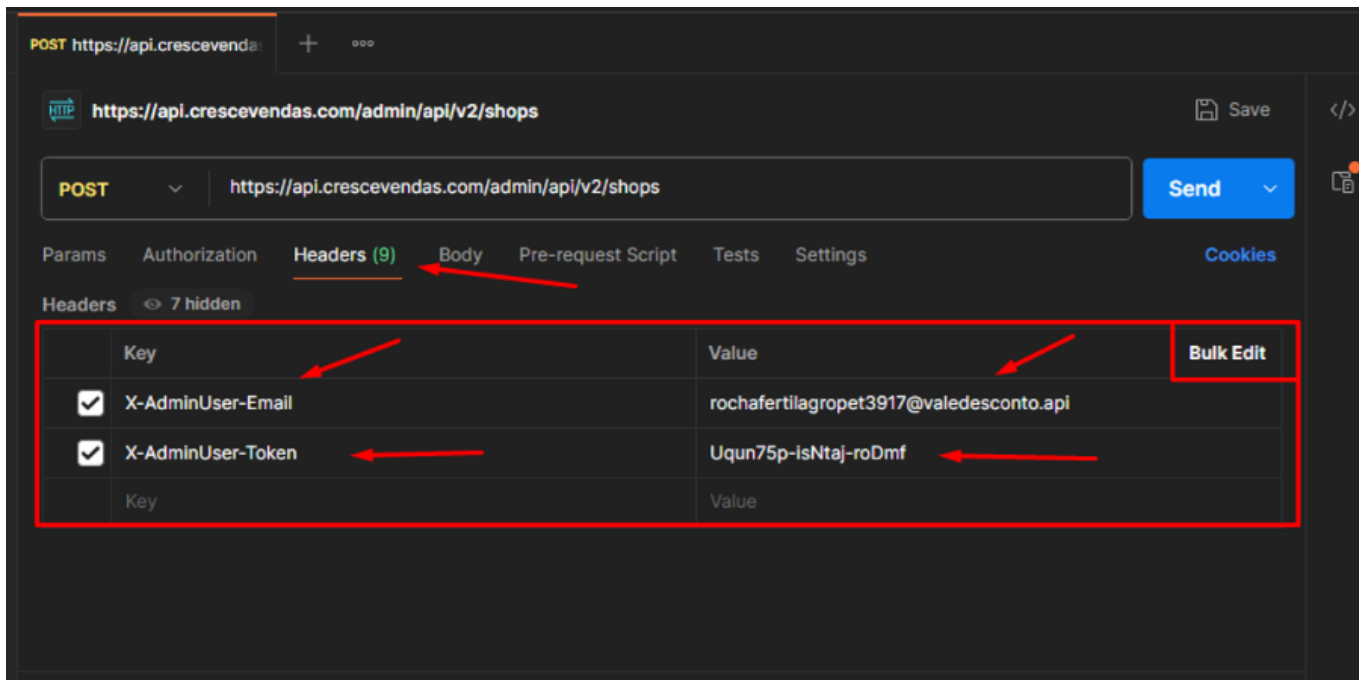 POST https://api.crescevenda
ooo
HTTP https://api.crescevendas.com/admin/api/v2/shops Save </>
POST https://api.crescevendas.com/admin/api/v2/shops Send
Params Authorization Headers (9) Body Pre-request Script Tests Settings Cookies
Headers 7 hidden
Key Value Bulk Edit
X-AdminUser-Email rochafertilagropet3917@valedesconto.api
X-AdminUser-Token Uqun75p-isNtaj-roDmf
Key Value